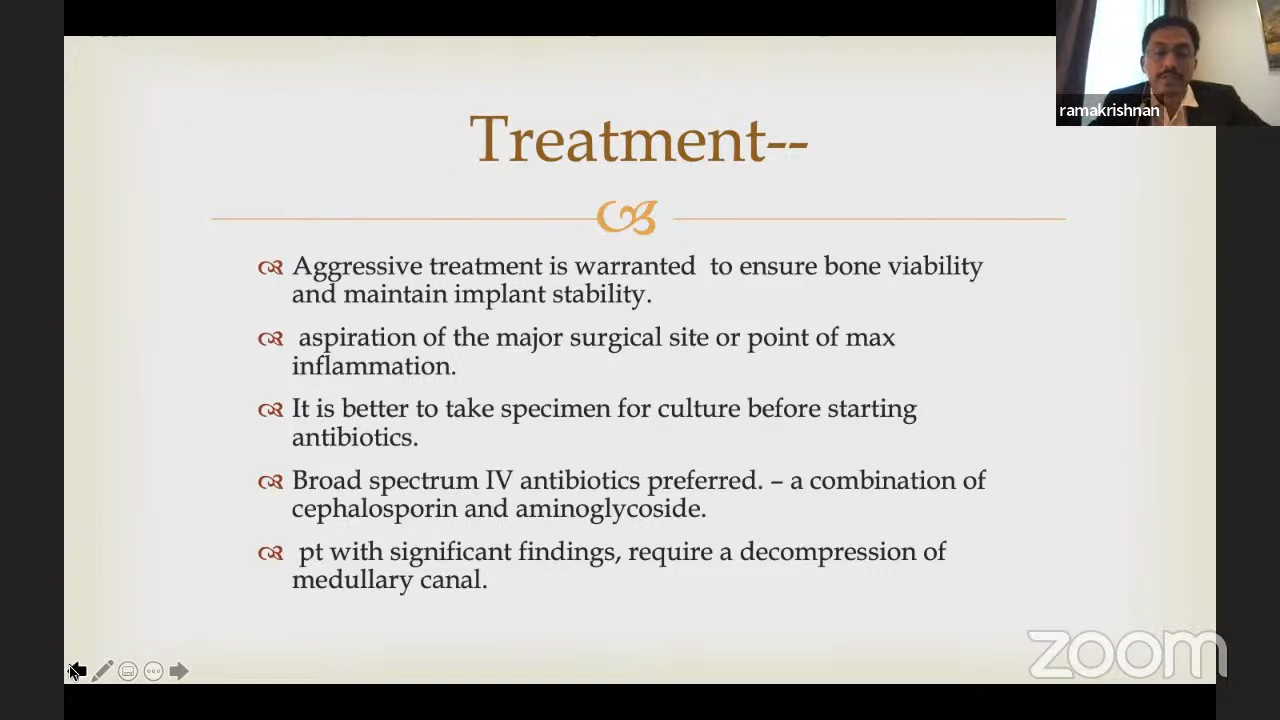 ramakrishnan
Treatment--
Aggressive treatment is warranted  to ensure bone viability
and maintain implant stability.
aspiration of the major surgical site or point of max
inflammation.
It is better to take specimen for culture before starting
antibiotics.
Broad spectrum IV antibiotics preferred. – a combination of
cephalosporin and aminoglycoside.
pt with significant findings, require a decompression of
medullary canal.
zoom